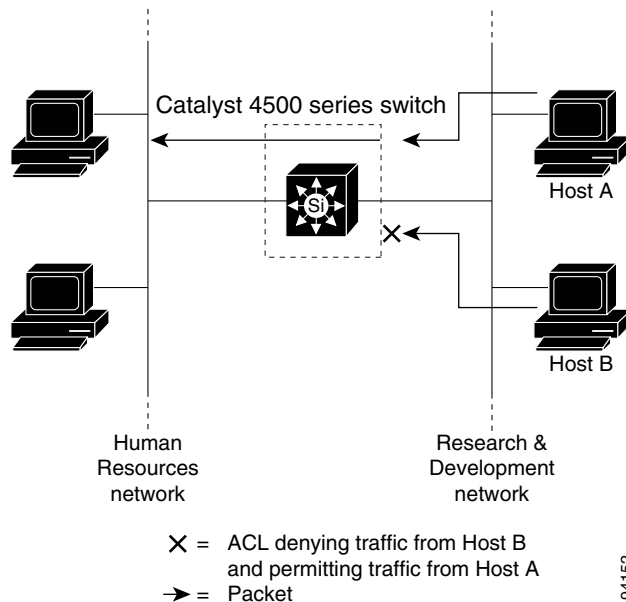 Catalyst 4500 series switch
Si
Host A
Host B
Human
Resources
network
Research &
Development
network
X = ACL denying traffic from Host B
and permitting traffic from Host A
= Packet
94152